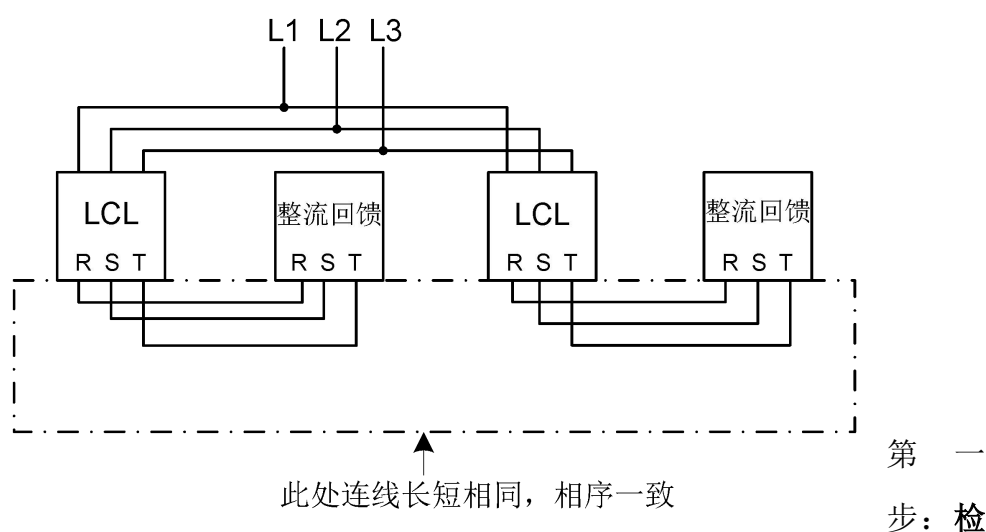 L1 L2 L3
LCL 整流回馈 LCL 整流回馈
R S T R S T R S T R S T
此处连线长短相同，相序一致
第 一
步：检